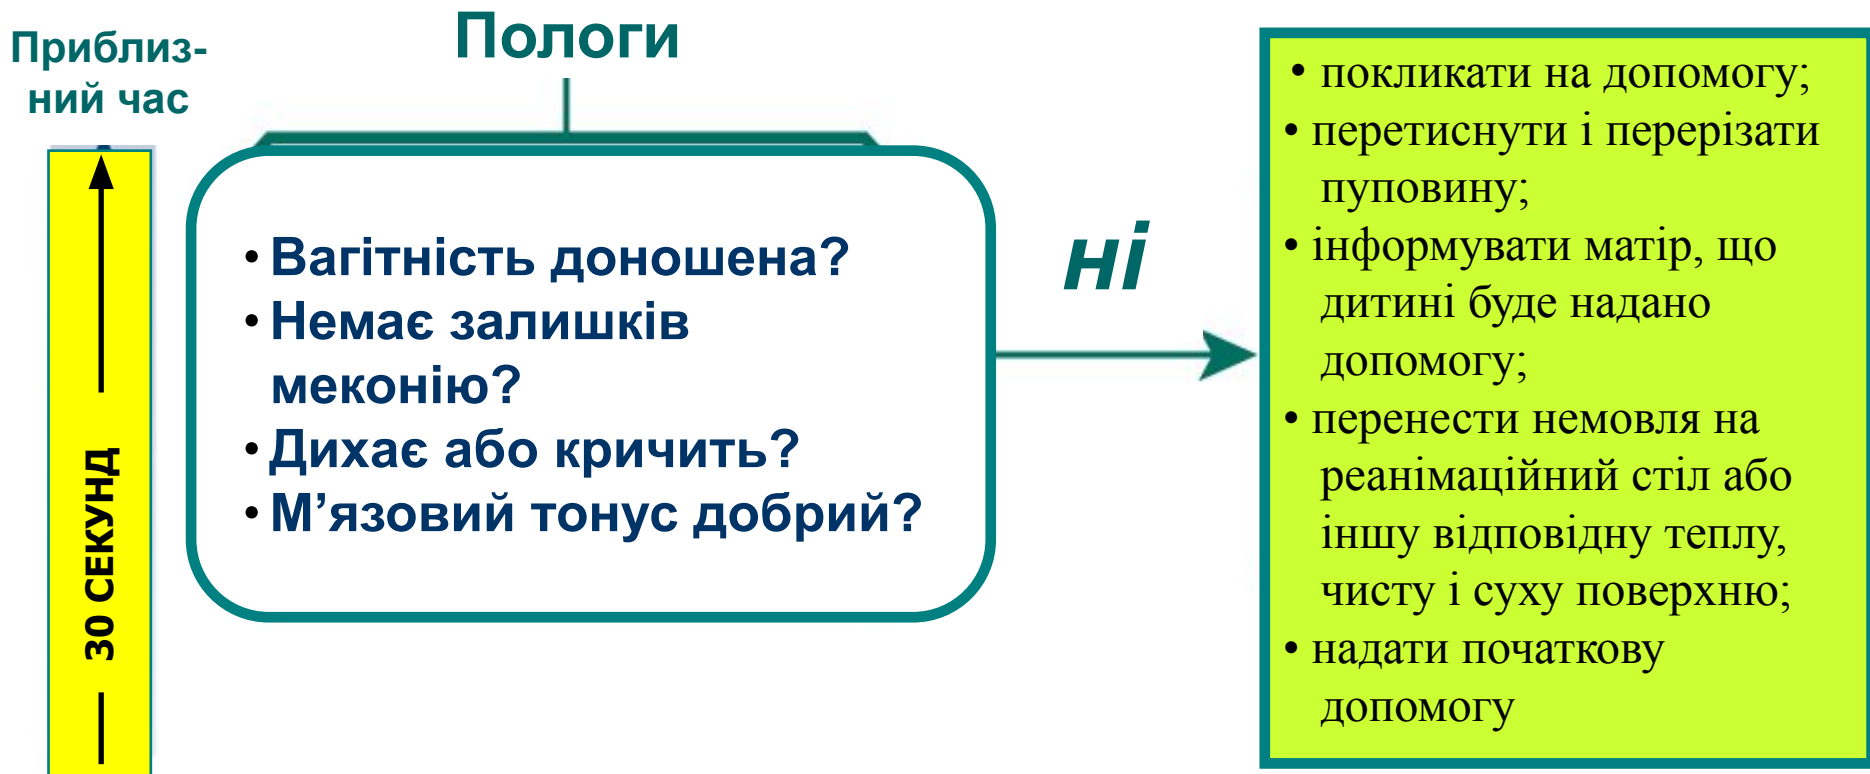 Приблиз-
ний час
Пологи
30 СЕКУНД
• Вагітність доношена?
• Немає залишків
меконію?
• Дихає або кричить?
• М’язовий тонус добрий?
ні
• покликати на допомогу;
• перетиснути і перерізати
пуповину;
• інформувати матір, що
дитині буде надано
допомогу;
• перенести немовля на
реанімаційний стіл або
іншу відповідну теплу,
чисту і суху поверхню;
• надати початкову
допомогу